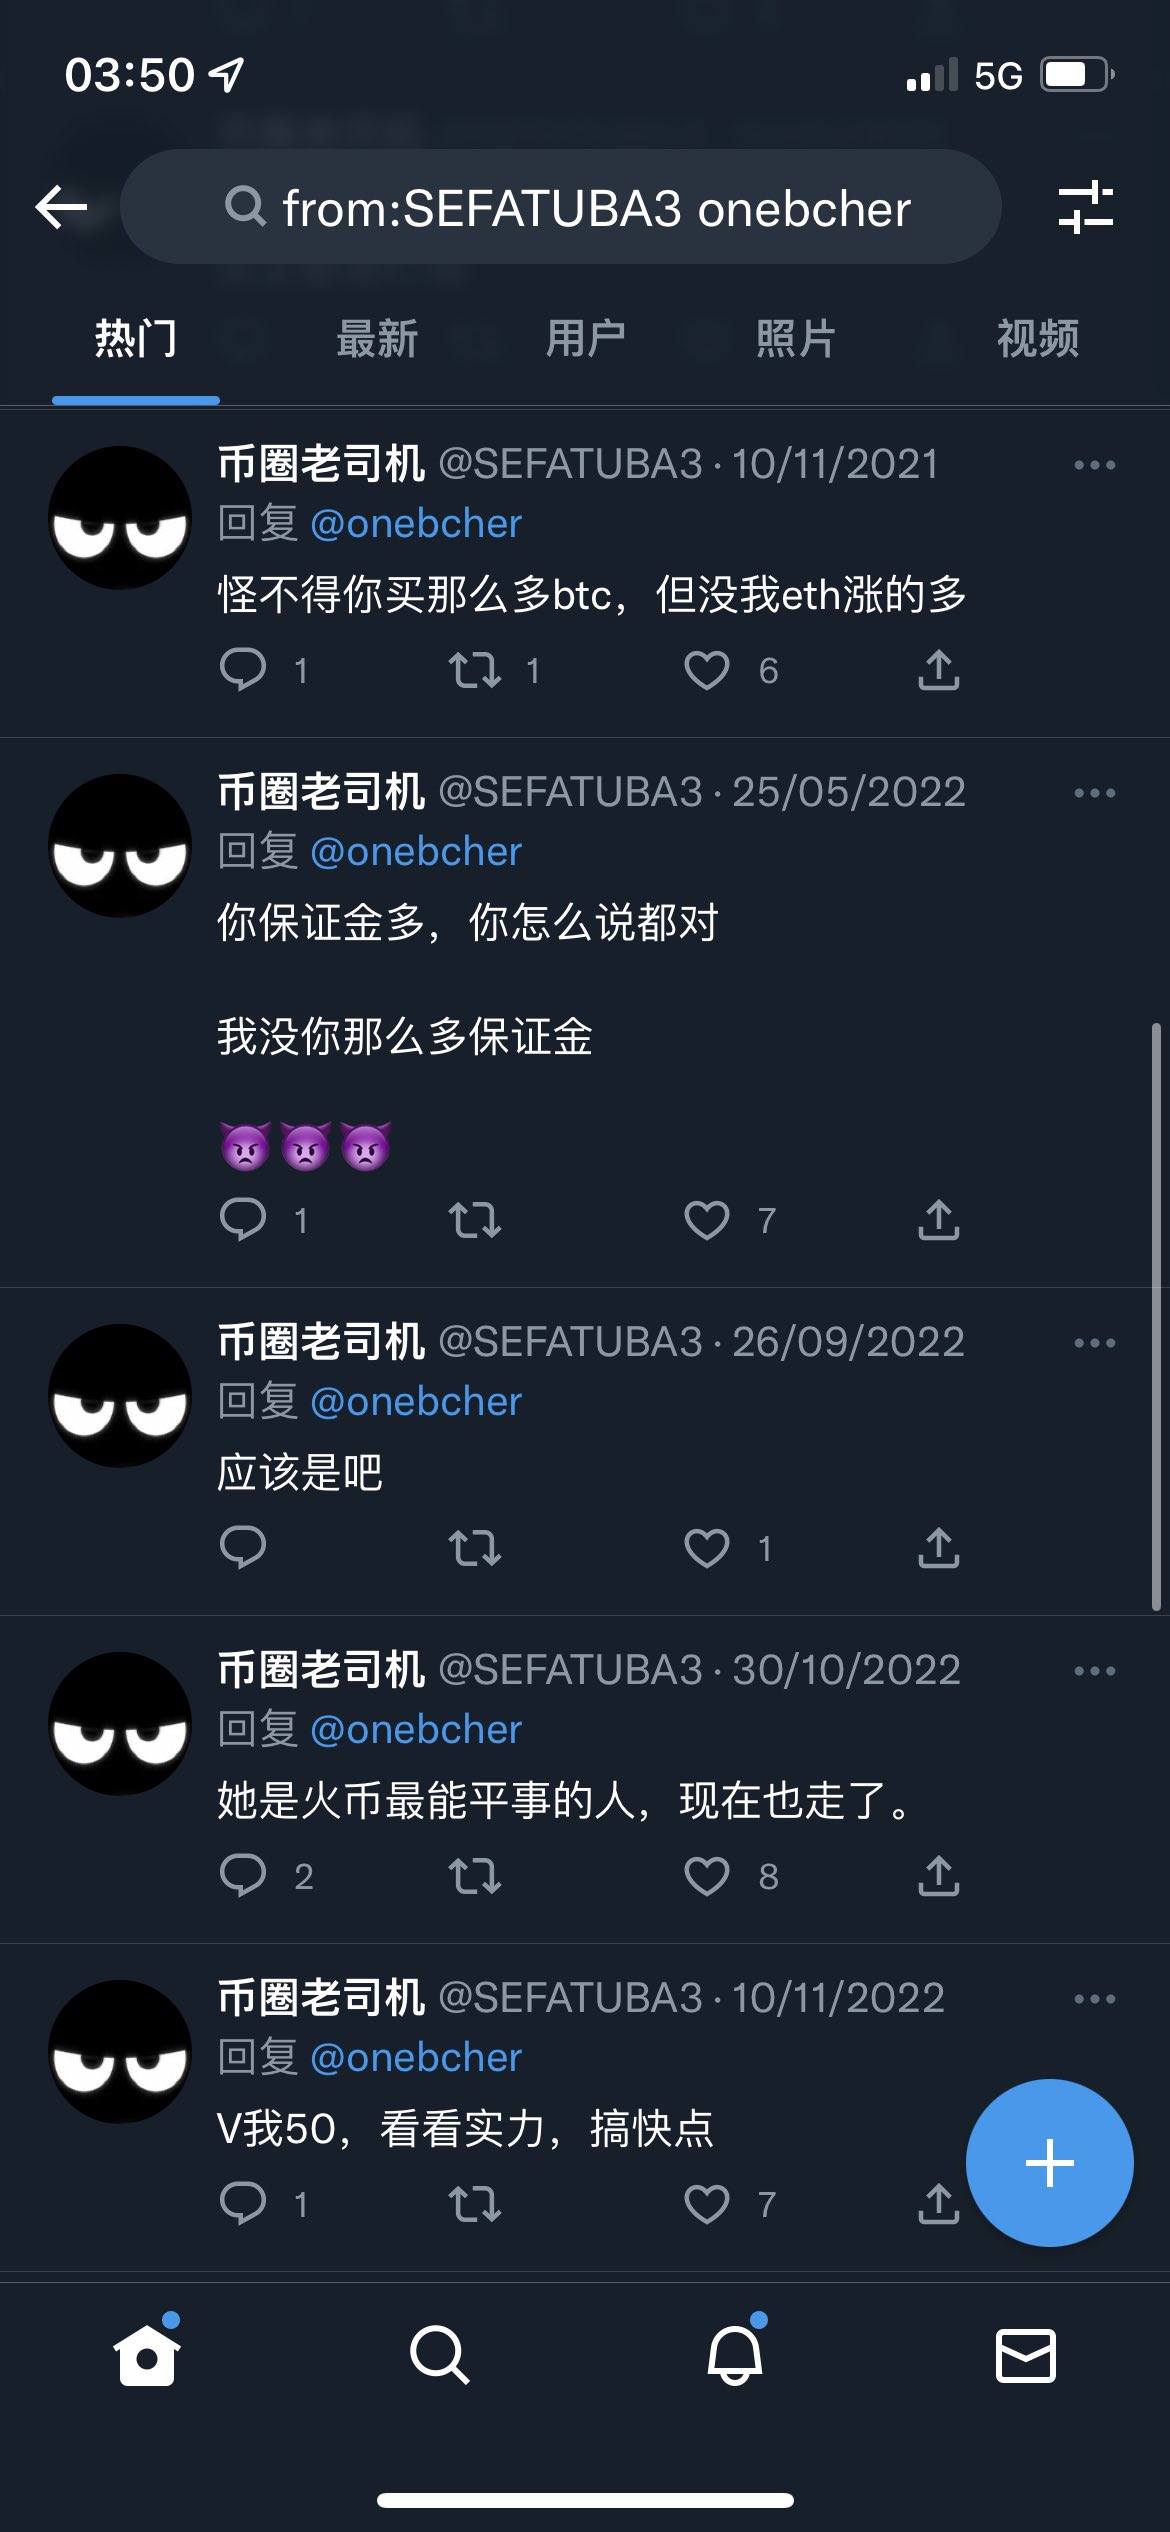 03:50 5G
from:SEFATUBA3 onebcher
热门 最新 用户 照片 视频
币圈老司机 @SEFATUBA3 · 10/11/2021
回复 @onebcher
怪不得你买那么多btc，但没我eth涨的多
1 1 6
币圈老司机 @SEFATUBA3 · 25/05/2022
回复 @onebcher
你保证金多，你怎么说都对
我没你那么多保证金
👿👿👿
1 7
币圈老司机 @SEFATUBA3 · 26/09/2022
回复 @onebcher
应该是吧
1
币圈老司机 @SEFATUBA3 · 30/10/2022
回复 @onebcher
她是火币最能平事的人，现在也走了。
2 8
币圈老司机 @SEFATUBA3 · 10/11/2022
回复 @onebcher
V我50，看看实力，搞快点
1 7